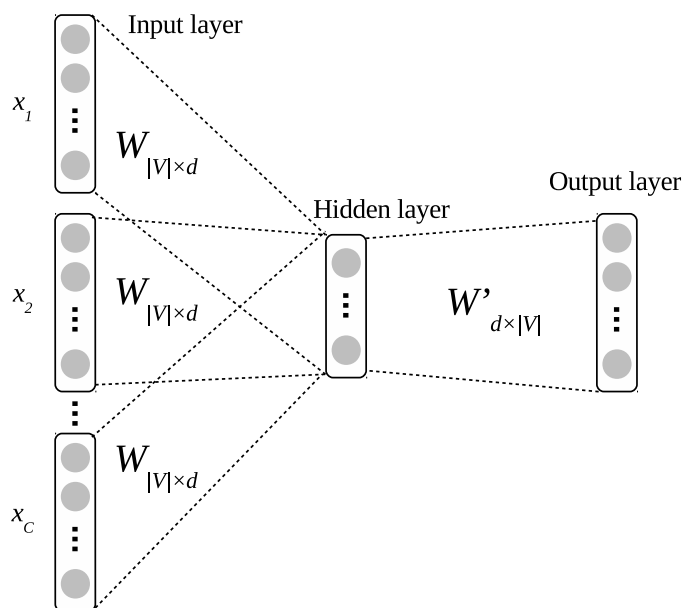 Input layer
x1
W|V|×d
Hidden layer
Output layer
x2
W|V|×d
W’d×|V|
xC
W|V|×d